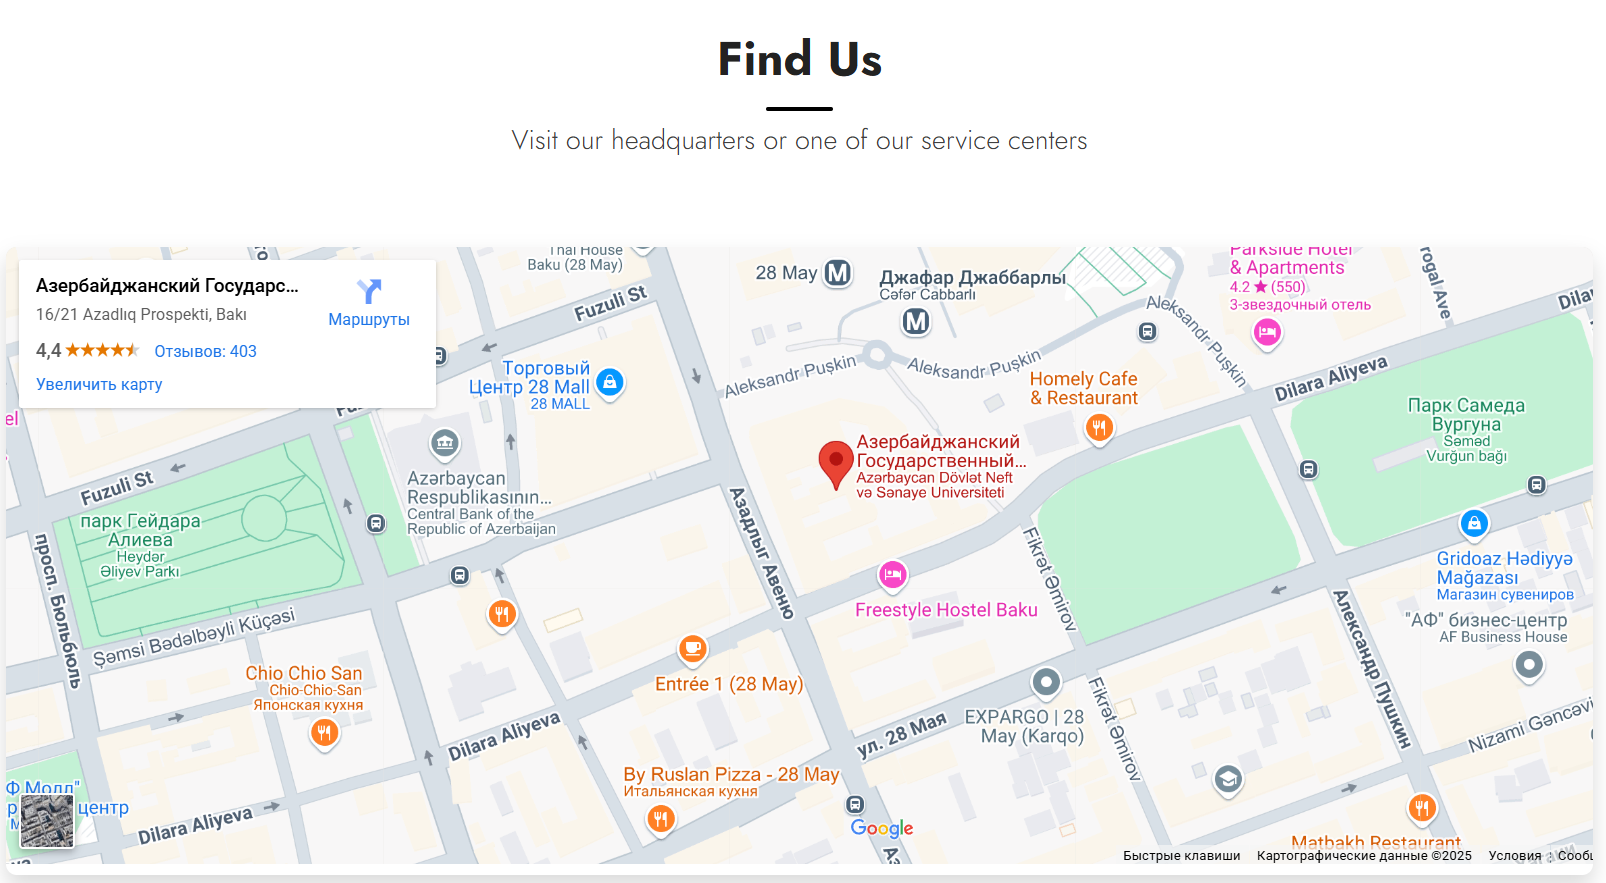 Find Us
Visit our headquarters or one of our service centers
Азербайджанский Государс...
16/21 Azadlıq Prospekti, Bakı
Маршруты
4,4
Отзывов: 403
Увеличить карту
Thai House
Baku (28 May)
28 May
Джафар Джаббарлы
Cəfər Cabbarlı
Parkside Hotel
& Apartments
4.2 ★ (550)
3-звездочный отель
Fuzuli St
Торговый
Центр 28 Mall
28 MALL
Aleksandr Puşkin
Aleksandr Puşkin
Aleksandr Puşkin
Homely Cafe
& Restaurant
Dilara Aliyeva
Парк Самеда
Вургуна
Səməd
Vurğun bağı
Азербайджанский
Государственный...
Azərbaycan Dövlət Neft
və Sənaye Universiteti
Azərbaycan
Respublikasının...
Central Bank of the
Republic of Azerbaijan
Fuzuli St
парк Гейдара
Алиева
Heydər
Əliyev Parkı
просп. Бюльбюль
Азадлыг Авеню
Fikrət Əmirov
Gridoaz Hədiyyə
Mağazası
Магазин сувениров
Freestyle Hostel Baku
Şəmsi Bədəlbəyli Küçəsi
"АФ" бизнес-центр
AF Business House
Александр Пушкин
Chio Chio San
Chio-Chio-San
Японская кухня
Entrée 1 (28 May)
Fikrət Əmirov
EXPARGO | 28
May (Karqo)
ул. 28 Мая
Dilara Aliyeva
Nizami Gəncəvi
By Ruslan Pizza - 28 May
Итальянская кухня
Ф Молл"
центр
Dilara Aliyeva
Google
Matbakh Restaurant
Быстрые клавиши
Картографические данные ©2025
Условия